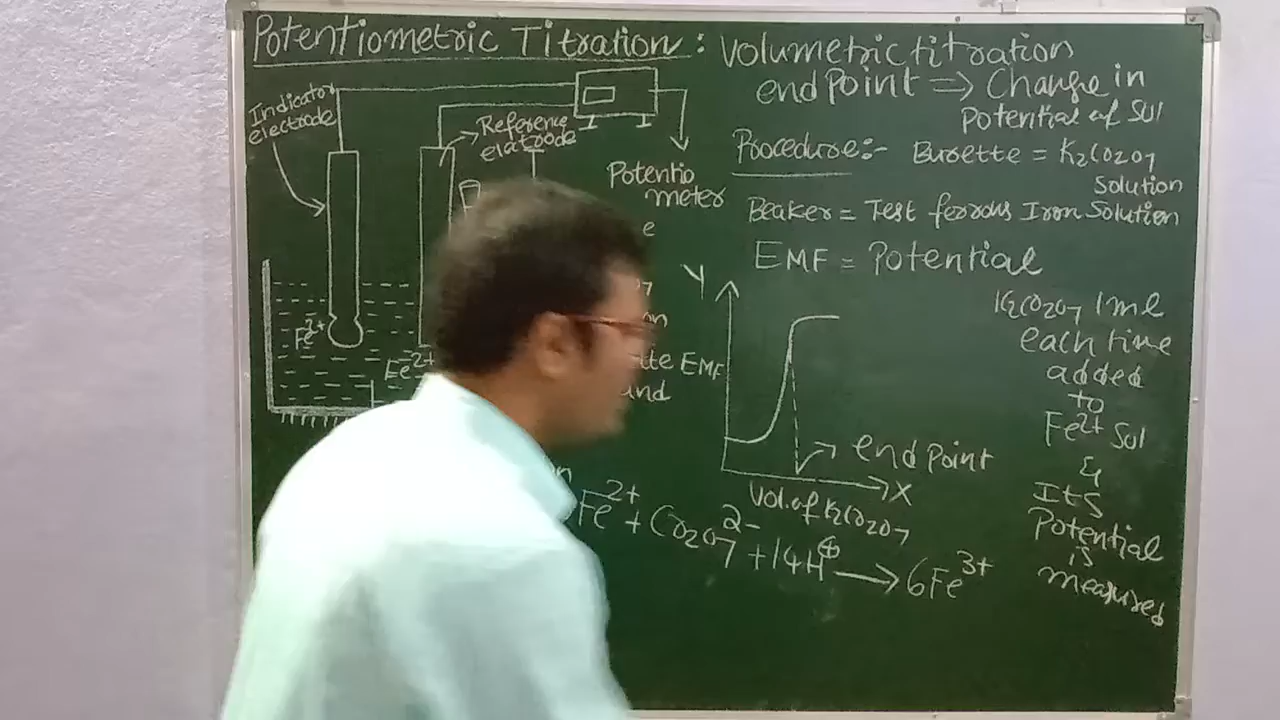 Potentiometric Titration : Volumetric titration
end point => Change in
Potential of Sol
Indicator
electrode
Reference
elatrode
Potentio
meter
e
Procedure:- Burette = K2Cr2O7
Solution
Beaker = Test ferrous Iron Solution
EMF = Potential
Y
EMF
end point
X
Vol. of K2Cr2O7
K2Cr2O7 1ml
each time
added
to
Fe2+ Sol
&
Its
Potential
is
measured
Fe2+
Fe2+
Fe2+ + Cr2O7 2- + 14H+ → 6Fe3+